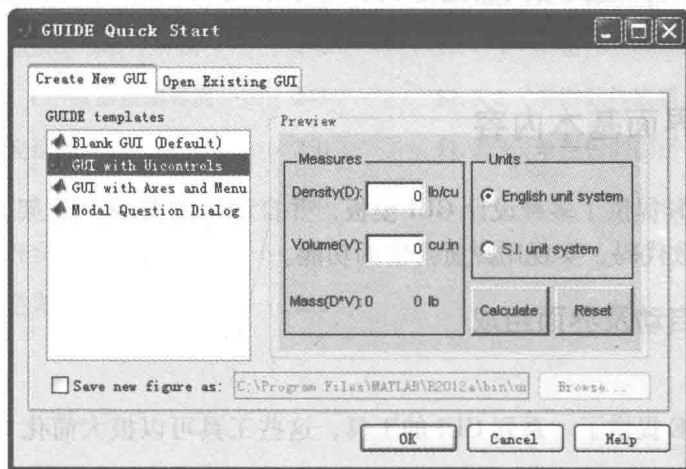 GUIDE Quick Start
Create New GUI
Open Existing GUI
GUIDE templates
Blank GUI (Default)
GUI with Uicontrols
GUI with Axes and Menu
Modal Question Dialog
Preview
Measures
Density(D): 0 lb/cu
Volume(V): 0 cu.in
Mass(D*V): 0 0 lb
Units
English unit system
S.I. unit system
Calculate
Reset
Save new figure as: C:\Program Files\MATLAB\R2012a\bin\
Browse...
OK
Cancel
Help